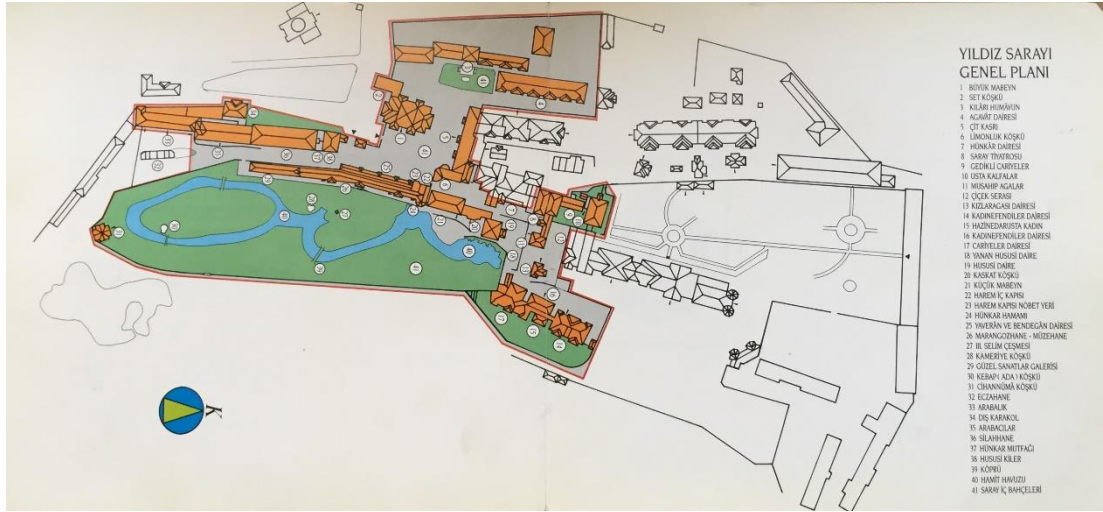 YILDIZ SARAYI
GENEL PLANI
1 BÜYÜK MABEYN
2 SET KÖŞKÜ
3 KILÂRI HUMÂYUN
4 AGAVÂT DAİRESİ
5 ÇİT KASRI
6 LİMONLUK KÖŞKÜ
7 HÜNKÂR DAİRESİ
8 SARAY TİYATROSU
9 GEDİKLİ CARİYELER
10 USTA KALFALAR
11 MUSAHİP AGALAR
12 ÇİÇEK SERASI
13 KIZLARAGASI DAİRESİ
14 KADINEFENDİLER DAİRESİ
15 HAZİNEDARUSTA KADIN
16 KADINEFENDİLER DAİRESİ
17 CARİYELER DAİRESİ
18 YANAN HUSUSİ DAİRE
19 HUSUSİ DAİRE
20 KASKAT KÖŞKÜ
21 KÜÇÜK MABEYN
22 HAREM İÇ KAPISI
23 HAREM KAPISI NÖBET YERİ
24 HÜNKAR HAMAMI
25 YAVERÂN VE BENDEGÂN DAİRESİ
26 MARANGOZHANE - MÜZEHANE
27 III. SELİM ÇEŞMESİ
28 KAMERİYE KÖŞKÜ
29 GÜZEL SANATLAR GALERİSİ
30 KEBAP( ADA ) KÖŞKÜ
31 CİHANNÜMÂ KÖŞKÜ
32 ECZAHANE
33 ARABALIK
34 DIŞ KARAKOL
35 ARABACILAR
36 SİLAHHANE
37 HÜNKAR MUTFAĞI
38 HUSUSİ KİLER
39 KÖPRÜ
40 HAMİT HAVUZU
41 SARAY İÇ BAHÇELERİ
K